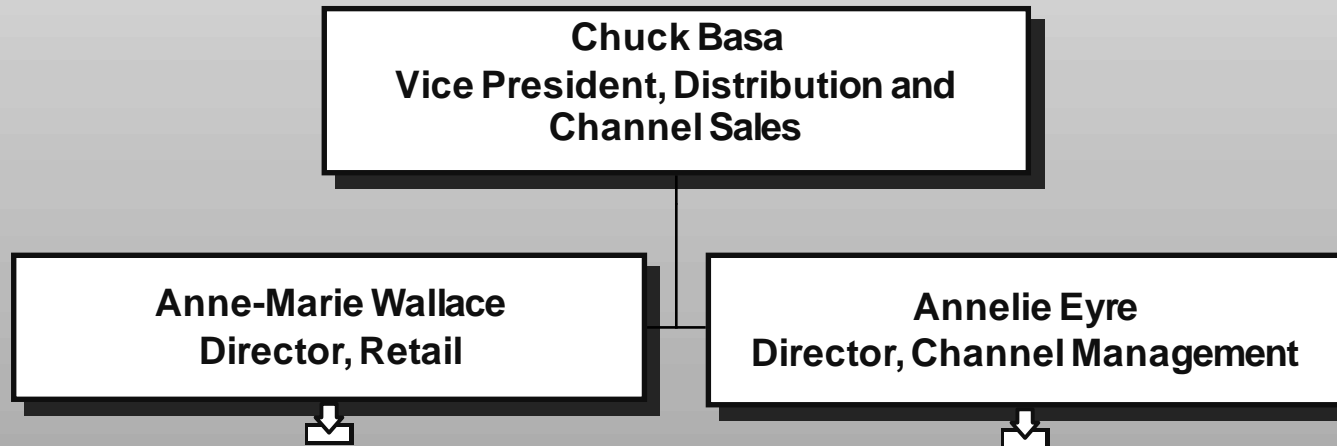 Chuck Basa
Vice President, Distribution and
Channel Sales
Anne-Marie Wallace
Director, Retail
Annelie Eyre
Director, Channel Management